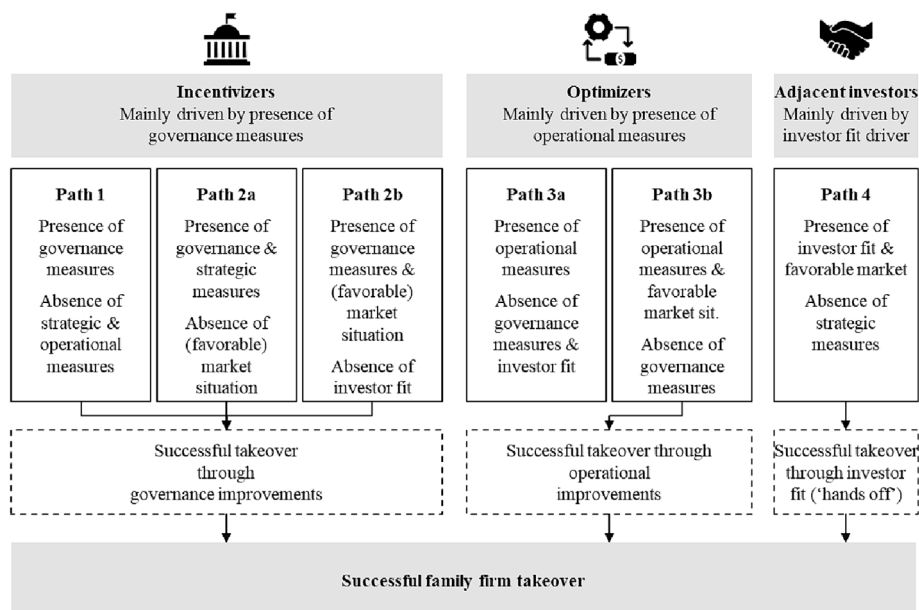 Incentivizers
Mainly driven by presence of
governance measures
Optimizers
Mainly driven by presence of
operational measures
Adjacent investors
Mainly driven by
investor fit driver
Path 1
Presence of
governance
measures
Absence of
strategic &
operational
measures
Path 2a
Presence of
governance &
strategic
measures
Absence of
(favorable)
market
situation
Path 2b
Presence of
governance
measures &
(favorable)
market
situation
Absence of
investor fit
Path 3a
Presence of
operational
measures
Absence of
governance
measures &
investor fit
Path 3b
Presence of
operational
measures &
favorable
market sit.
Absence of
governance
measures
Path 4
Presence of
investor fit &
favorable market
Absence of
strategic
measures
Successful takeover
through
governance improvements
Successful takeover through
operational
improvements
Successful takeover
through investor
fit (‘hands off’)
Successful family firm takeover